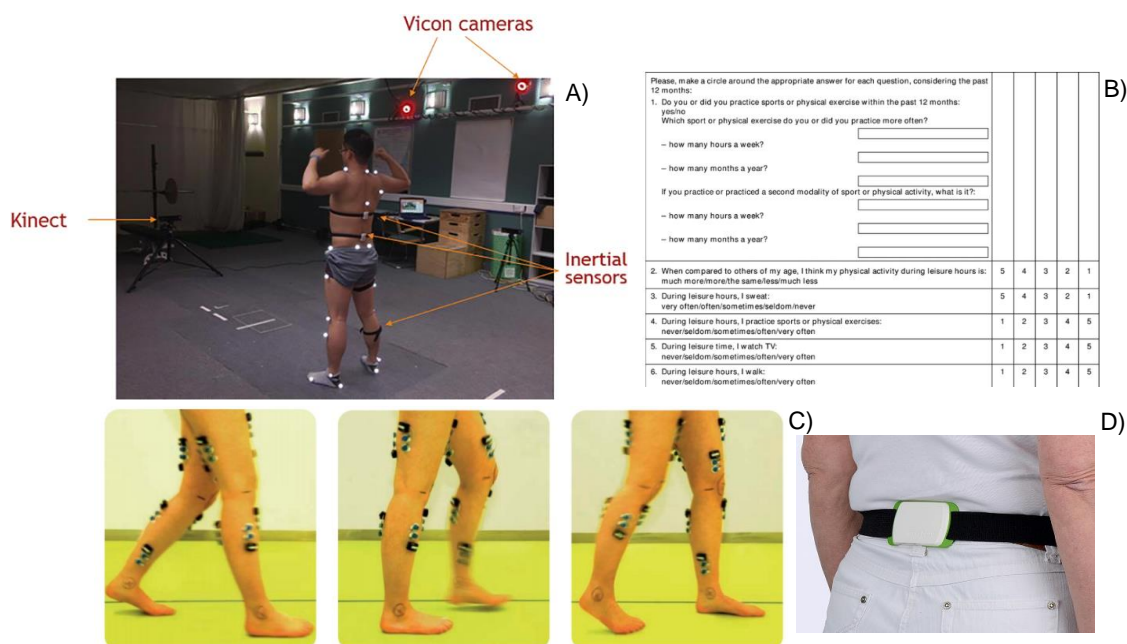 Vicon cameras
A)
Kinect
Inertial
sensors
B)
Please, make a circle around the appropriate answer for each question, considering the past
12 months:
1. Do you or did you practice sports or physical exercise within the past 12 months:
yes/no
Which sport or physical exercise do you or did you practice more often?
– how many hours a week?
– how many months a year?
If you practice or practiced a second modality of sport or physical activity, what is it?:
– how many hours a week?
– how many months a year?
2. When compared to others of my age, I think my physical activity during leisure hours is: 5 4 3 2 1
much more/more/the same/less/much less
3. During leisure hours, I sweat: 5 4 3 2 1
very often/often/sometimes/seldom/never
4. During leisure hours, I practice sports or physical exercises: 1 2 3 4 5
never/seldom/sometimes/often/very often
5. During leisure time, I watch TV: 1 2 3 4 5
never/seldom/sometimes/often/very often
6. During leisure hours, I walk: 1 2 3 4 5
never/seldom/sometimes/often/very often
C)
D)